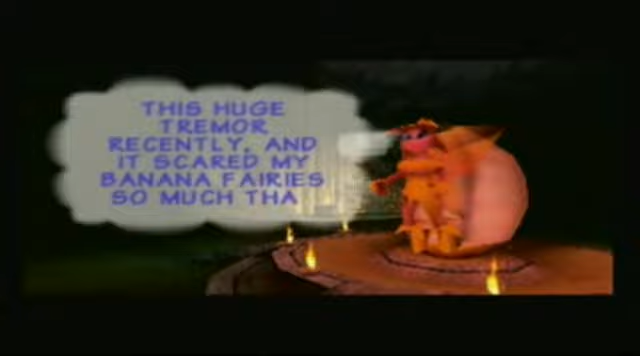 THIS HUGE
TREMOR
RECENTLY, AND
IT SCARED MY
BANANA FAIRIES
SO MUCH THA